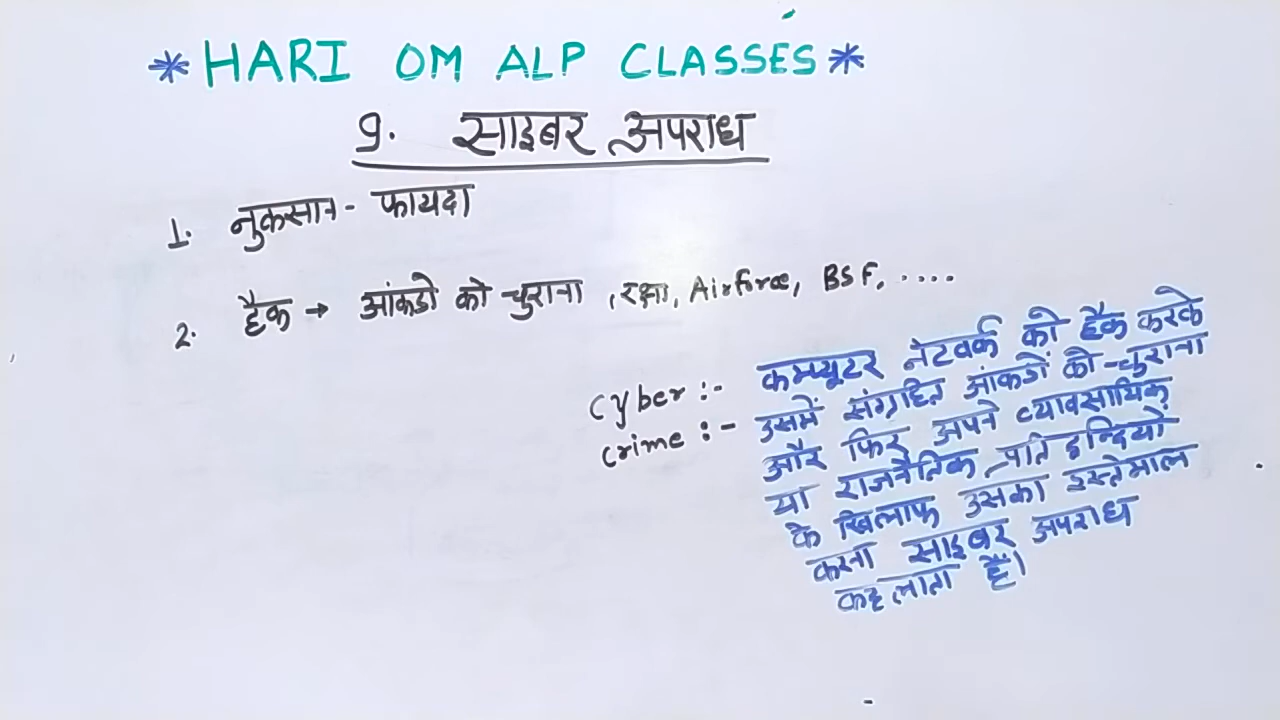 * HARI OM ALP CLASSES *
9. साइबर अपराध
1. नुकसान - फायदा
2. हैक → आंकडो को चुराना, रक्षा, Airforce, BSF, ....
cyber :- कम्प्यूटर नेटवर्क को हैक करके
crime :- उसमें संग्रहित आंकडों को चुराना
और फिर अपने व्यावसायिक
या राजनैतिक प्रतिद्वन्दियों
के खिलाफ उसका इस्तेमाल
करना साइबर अपराध
कहलाता है।